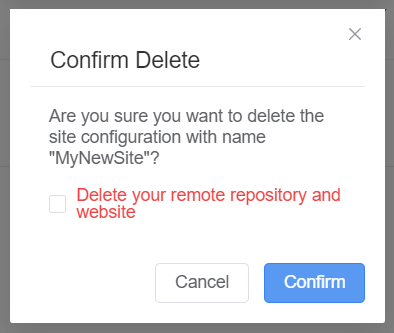 Confirm Delete
Are you sure you want to delete the
site configuration with name
"MyNewSite"?
Delete your remote repository and
website
Cancel
Confirm